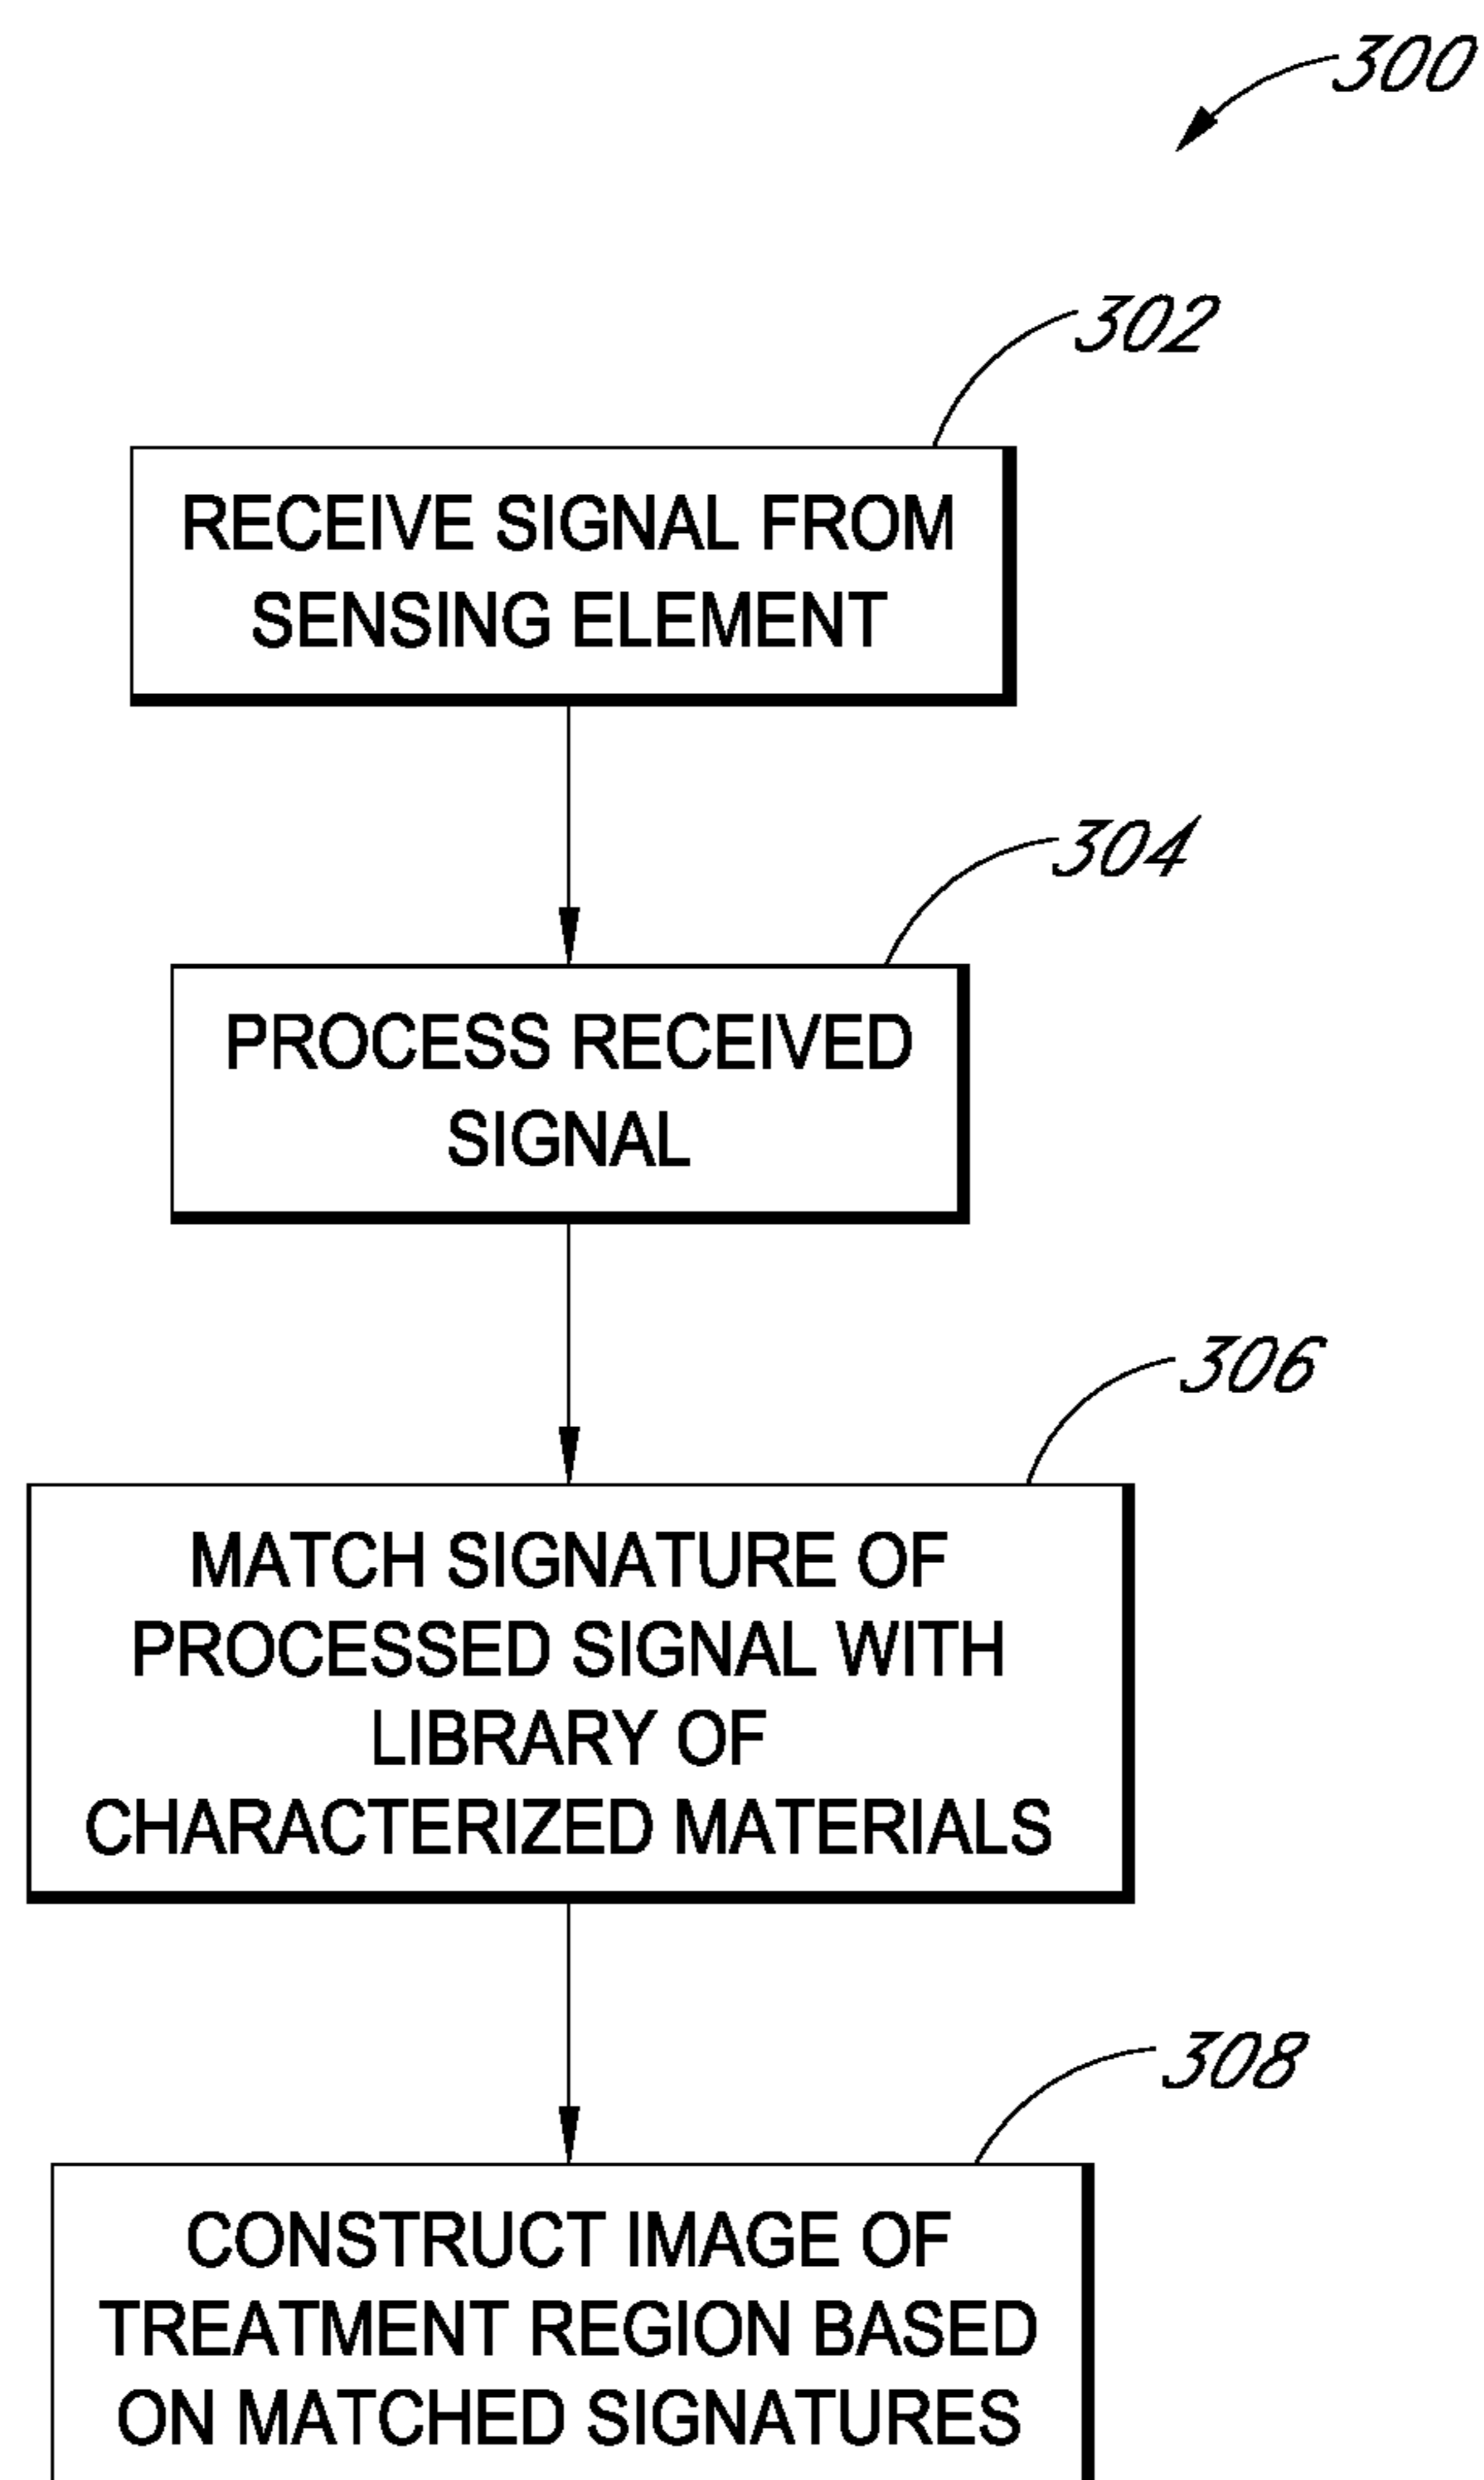 300
302
RECEIVE SIGNAL FROM
SENSING ELEMENT
304
PROCESS RECEIVED
SIGNAL
306
MATCH SIGNATURE OF
PROCESSED SIGNAL WITH
LIBRARY OF
CHARACTERIZED MATERIALS
308
CONSTRUCT IMAGE OF
TREATMENT REGION BASED
ON MATCHED SIGNATURES